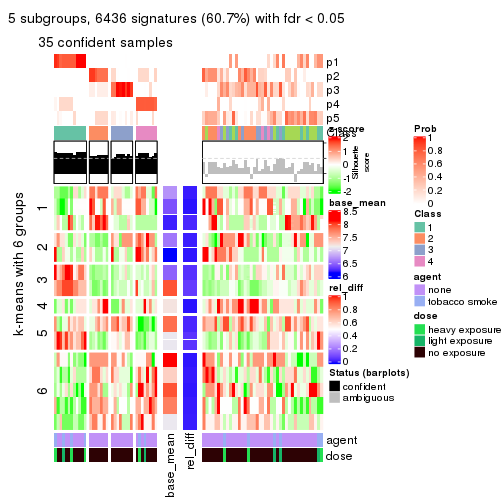 5 subgroups, 6436 signatures (60.7%) with fdr < 0.05
35 confident samples
p1
p2
p3
p4
p5
Class
Silhouette
score
k-means with 6 groups
1
2
3
4
5
6
agent
dose
base_mean
rel_diff
z-score
2
1
0
-1
-2
base_mean
8.5
8
7.5
7
6.5
6
rel_diff
1
0.8
0.6
0.4
0.2
0
Status (barplots)
confident
ambiguous
Prob
1
0.8
0.6
0.4
0.2
0
Class
1
2
3
4
agent
none
tobacco smoke
dose
heavy exposure
light exposure
no exposure